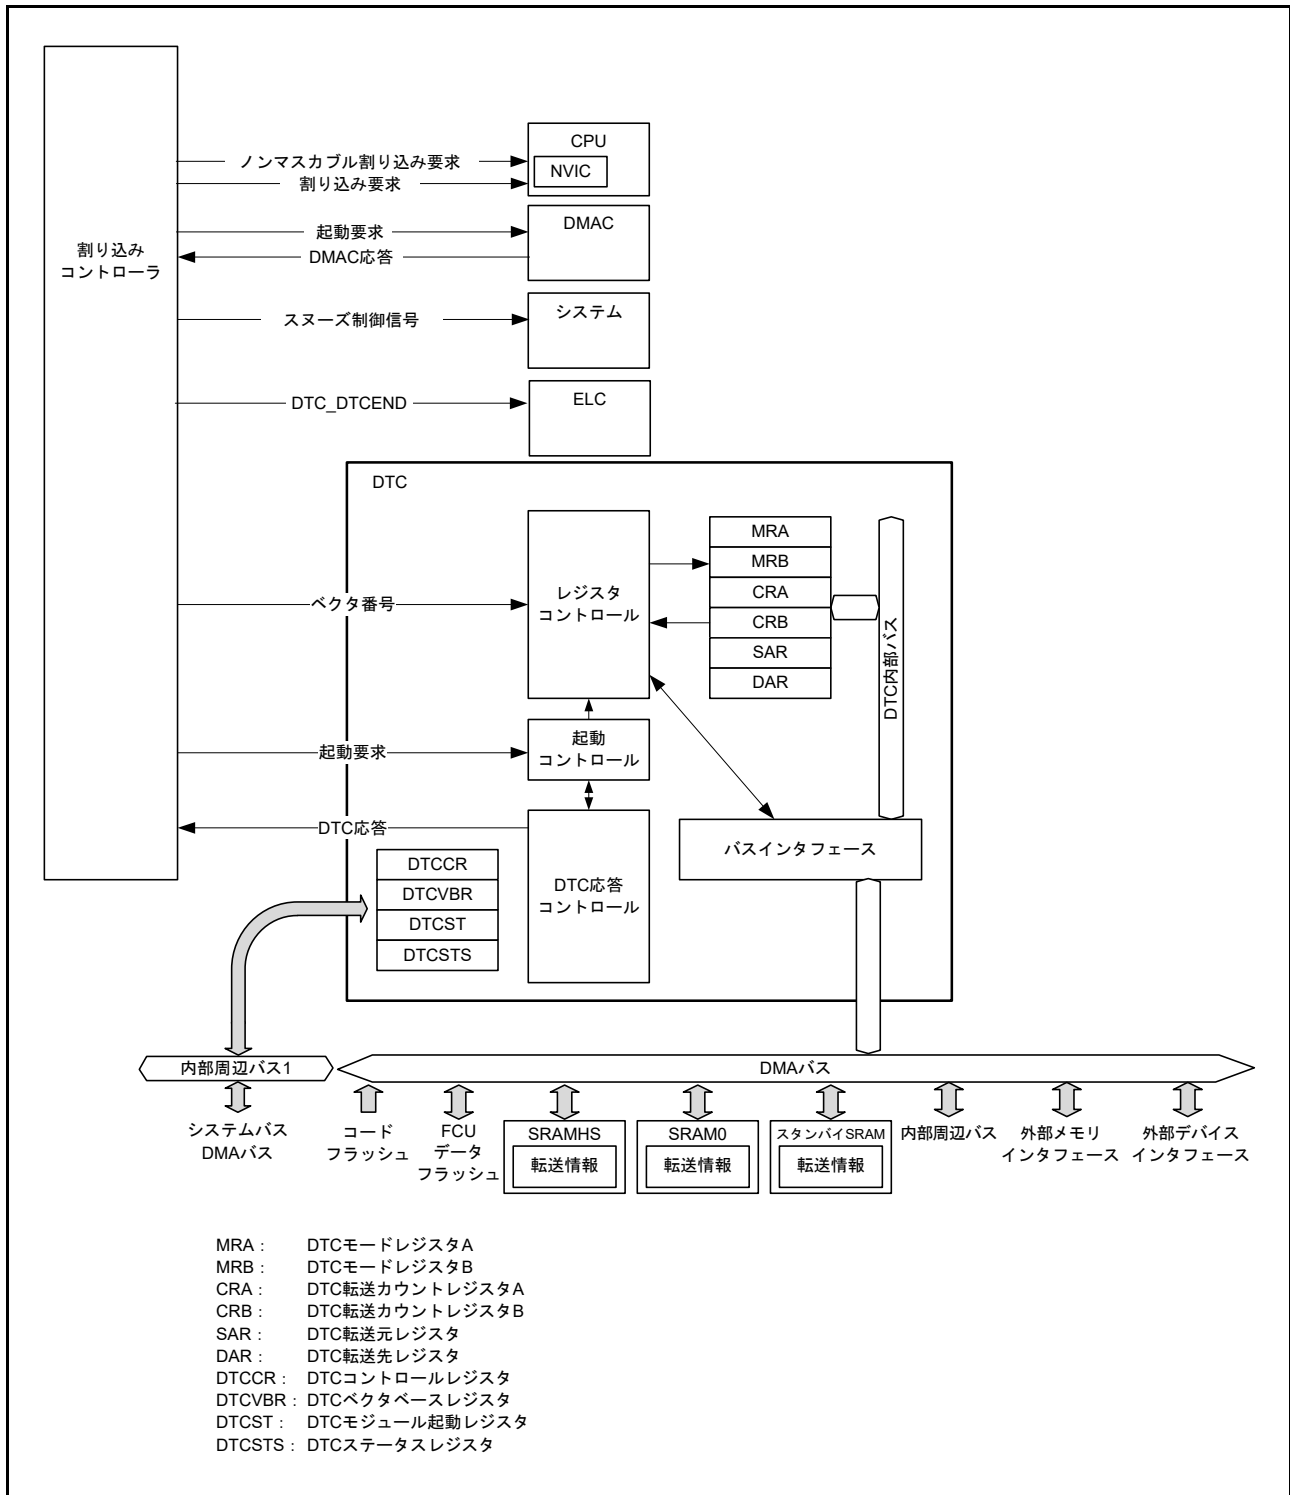 割り込み
コントローラ
CPU
NVIC
ノンマスカブル割り込み要求
割り込み要求
DMAC
起動要求
DMAC応答
システム
スヌーズ制御信号
ELC
DTC_DTCEND
DTC
レジスタ
コントロール
ベクタ番号
MRA
MRB
CRA
CRB
SAR
DAR
DTC内部バス
起動
コントロール
起動要求
DTC応答
バスインタフェース
DTCCR
DTCVBR
DTCST
DTCSTS
DTC応答
コントロール
内部周辺バス1
DMAバス
システムバス
DMAバス
コード
フラッシュ
FCU
データ
フラッシュ
SRAMHS
転送情報
SRAM0
転送情報
スタンバイSRAM
転送情報
内部周辺バス
外部メモリ
インタフェース
外部デバイス
インタフェース
MRA : DTCモードレジスタA
MRB : DTCモードレジスタB
CRA : DTC転送カウントレジスタA
CRB : DTC転送カウントレジスタB
SAR : DTC転送元レジスタ
DAR : DTC転送先レジスタ
DTCCR : DTCコントロールレジスタ
DTCVBR : DTCベクタベースレジスタ
DTCST : DTCモジュール起動レジスタ
DTCSTS : DTCステータスレジスタ